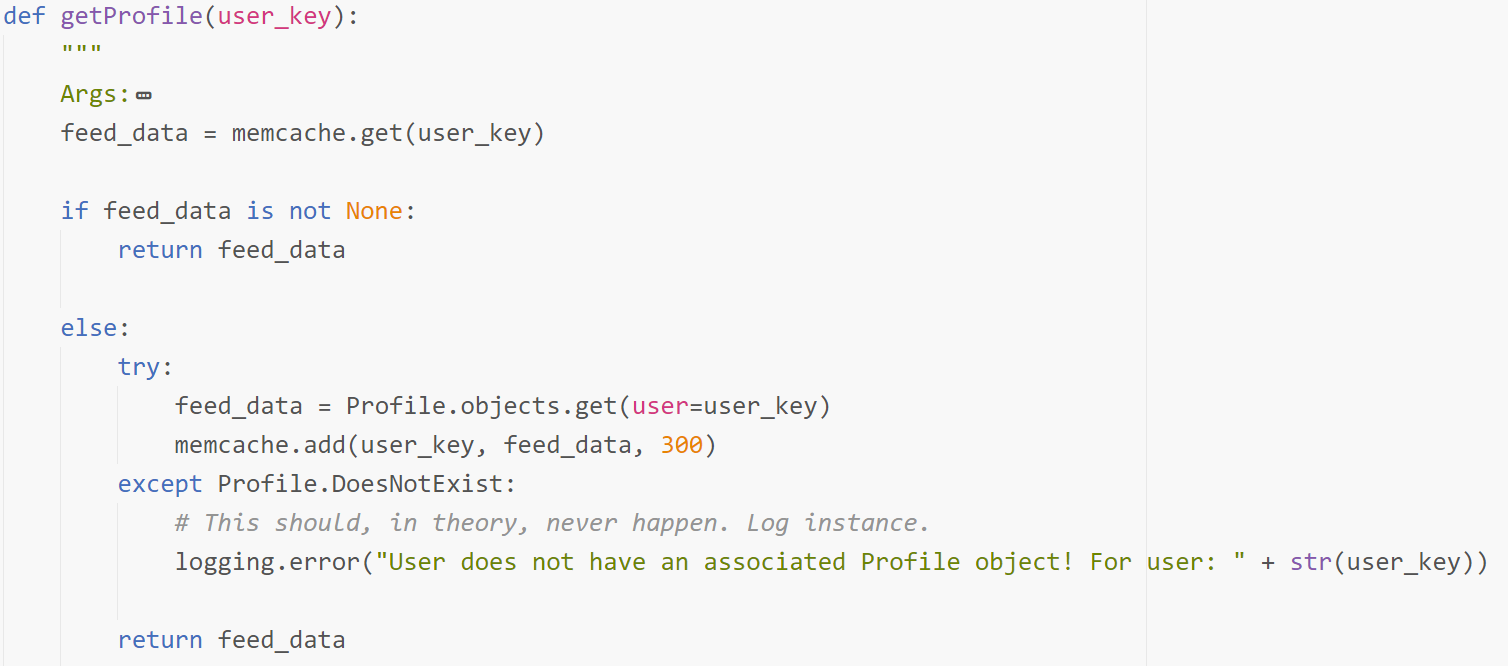 def getProfile(user_key):
    """
    Args:
    feed_data = memcache.get(user_key)

    if feed_data is not None:
        return feed_data

    else:
        try:
            feed_data = Profile.objects.get(user=user_key)
            memcache.add(user_key, feed_data, 300)
        except Profile.DoesNotExist:
            # This should, in theory, never happen. Log instance.
            logging.error("User does not have an associated Profile object! For user: " + str(user_key))

        return feed_data